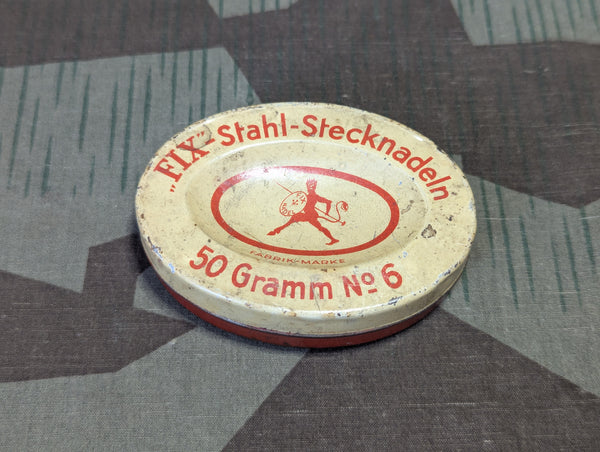 „FIX“-Stahl-Stecknadeln
FABRIK-MARKE
50 Gramm Nº 6